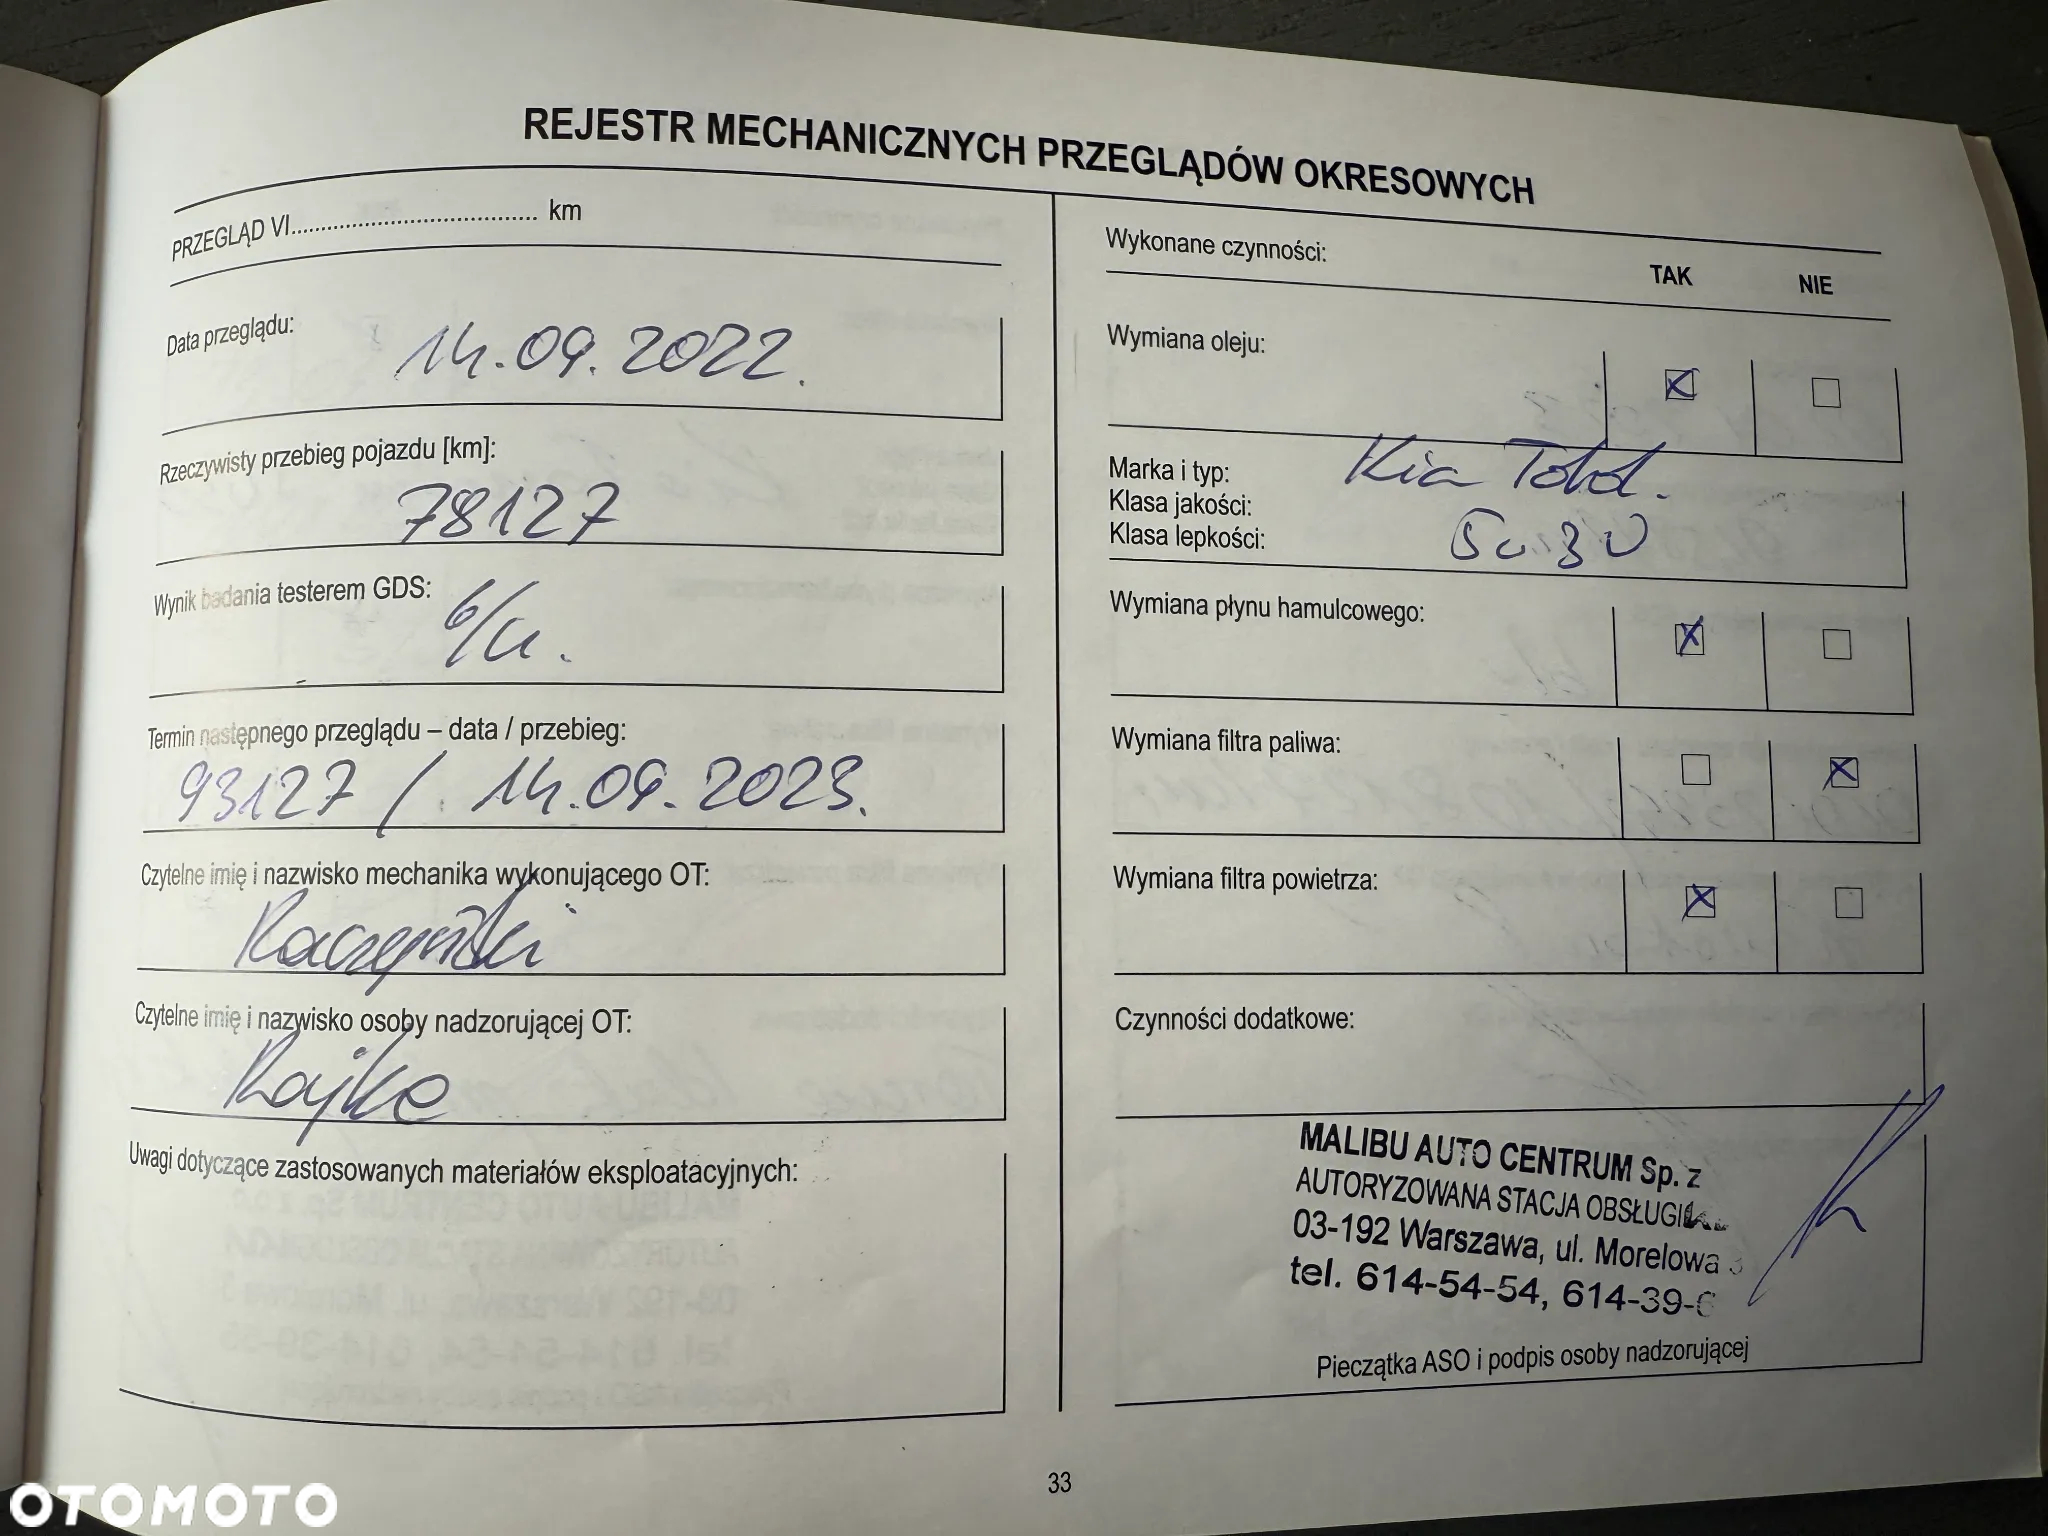 REJESTR MECHANICZNYCH PRZEGLĄDÓW OKRESOWYCH
PRZEGLĄD VI........................................ km
Data przeglądu:
14.09.2022.
Rzeczywisty przebieg pojazdu [km]:
78127
Wynik badania testerem GDS:
b/u.
Termin następnego przeglądu – data / przebieg:
93127 / 14.09.2023.
Czytelne imię i nazwisko mechanika wykonującego OT:
Czytelne imię i nazwisko osoby nadzorującej OT:
Uwagi dotyczące zastosowanych materiałów eksploatacyjnych:
Wykonane czynności:
TAK NIE
Wymiana oleju:
Marka i typ: Kia Total.
Klasa jakości:
Klasa lepkości: 5w30
Wymiana płynu hamulcowego:
Wymiana filtra paliwa:
Wymiana filtra powietrza:
Czynności dodatkowe:
MALIBU AUTO CENTRUM Sp. z
AUTORYZOWANA STACJA
03-192 Warszawa, ul. Morelowa
tel. 614-54-54, 614-39-
Pieczątka ASO i podpis osoby nadzorującej
33
OTOMOTO